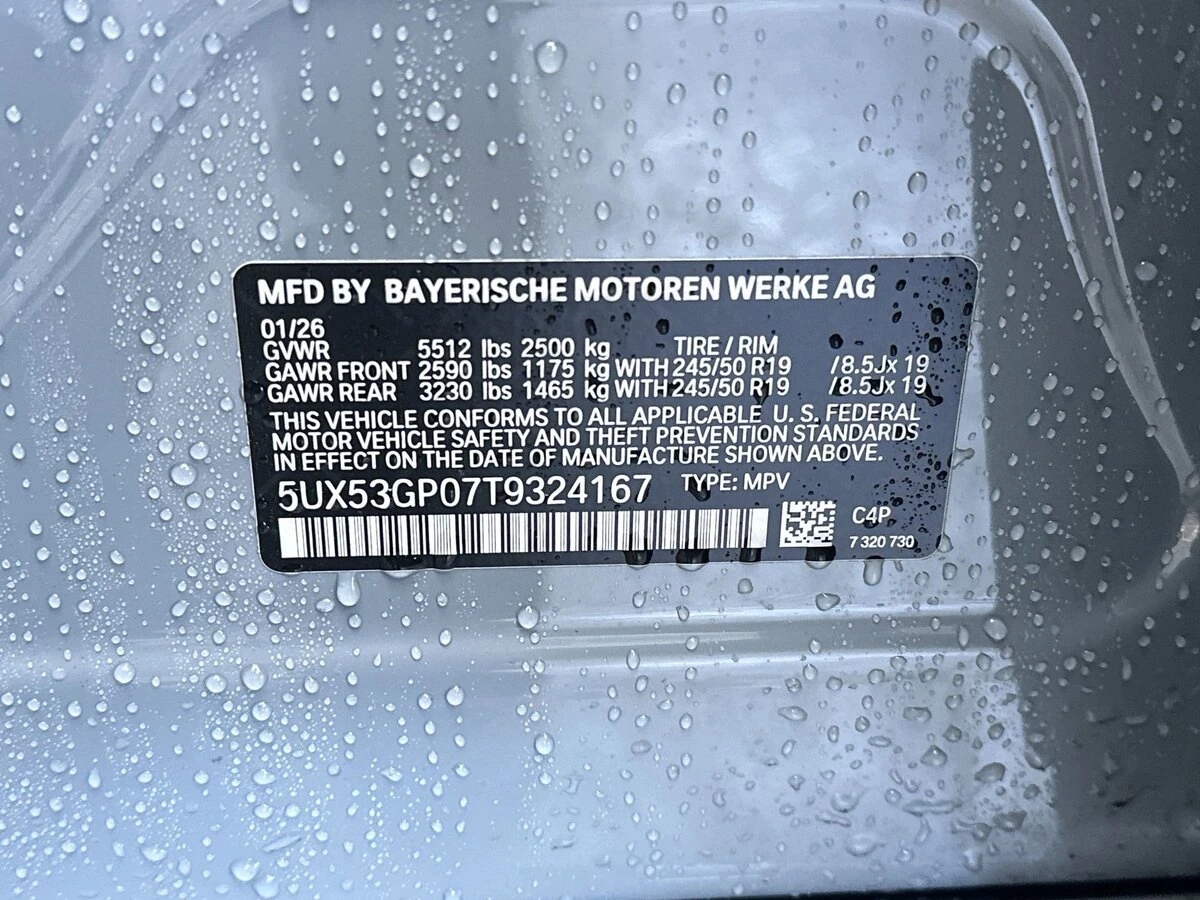 MFD BY BAYERISCHE MOTOREN WERKE AG
01/26
GVWR 5512 lbs 2500 kg TIRE / RIM
GAWR FRONT 2590 lbs 1175 kg WITH 245/50 R19 /8.5Jx 19
GAWR REAR 3230 lbs 1465 kg WITH 245/50 R19 /8.5Jx 19
THIS VEHICLE CONFORMS TO ALL APPLICABLE U. S. FEDERAL
MOTOR VEHICLE SAFETY AND THEFT PREVENTION STANDARDS
IN EFFECT ON THE DATE OF MANUFACTURE SHOWN ABOVE.
5UX53GP07T9324167 TYPE: MPV
C4P
7 320 730